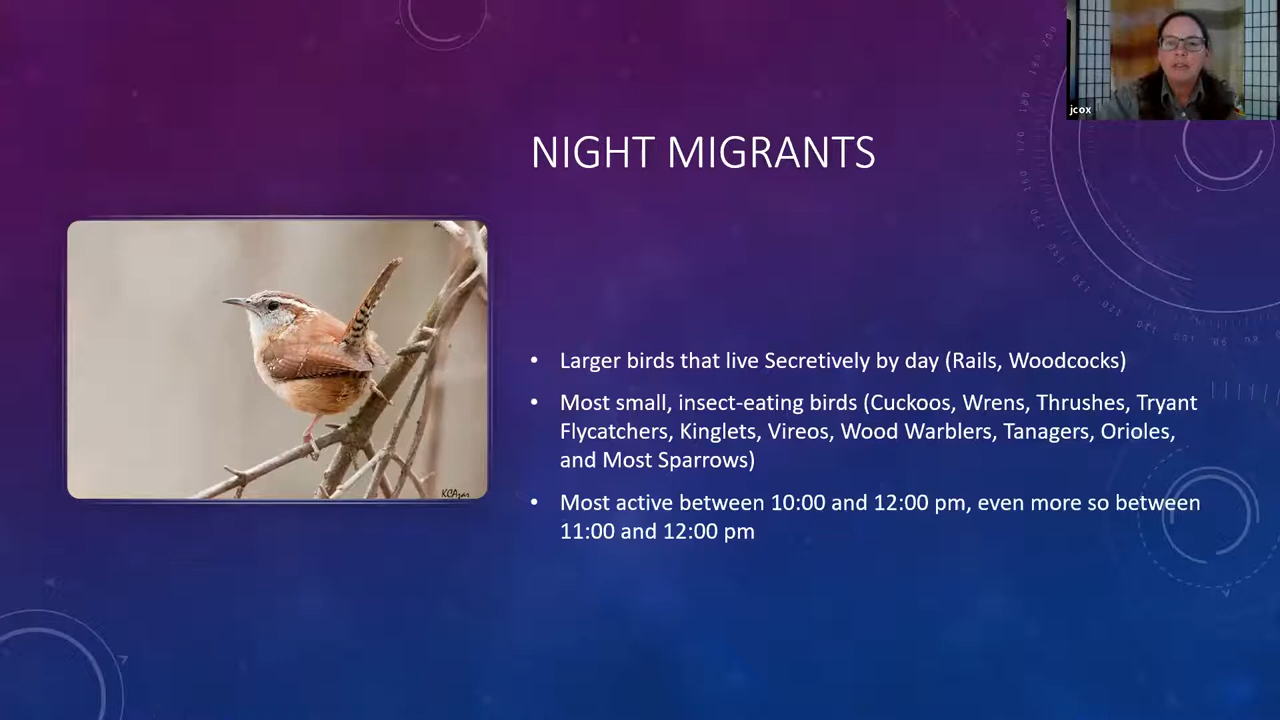 jcox
NIGHT MIGRANTS
• Larger birds that live Secretively by day (Rails, Woodcocks)
• Most small, insect-eating birds (Cuckoos, Wrens, Thrushes, Tryant
Flycatchers, Kinglets, Vireos, Wood Warblers, Tanagers, Orioles,
and Most Sparrows)
• Most active between 10:00 and 12:00 pm, even more so between
11:00 and 12:00 pm